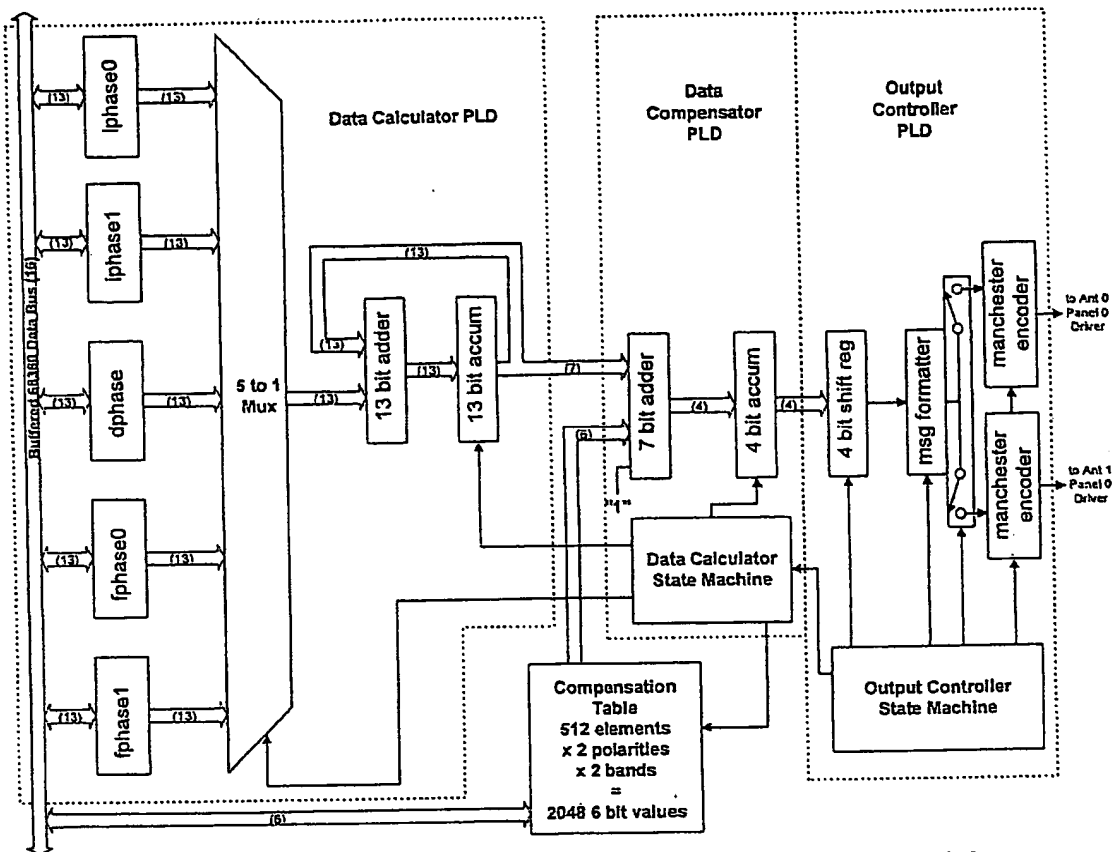 Buffered 68360 Data Bus (16)
(13)
iphase0
(13)
(13)
iphase1
(13)
(13)
dphase
(13)
(13)
fphase0
(13)
(13)
fphase1
(13)
5 to 1
Mux
Data Calculator PLD
(13)
(13)
13 bit adder
(13)
13 bit accum
(13)
(7)
Data
Compensator
PLD
(6)
7 bit adder
"1"
(4)
4 bit accum
(4)
Data Calculator
State Machine
Compensation
Table
512 elements
x 2 polarities
x 2 bands
=
2048 6 bit values
(6)
Output
Controller
PLD
4 bit shift reg
msg formatter
manchester
encoder
to Ant 0
Panel 0
Driver
manchester
encoder
to Ant 1
Panel 0
Driver
Output Controller
State Machine